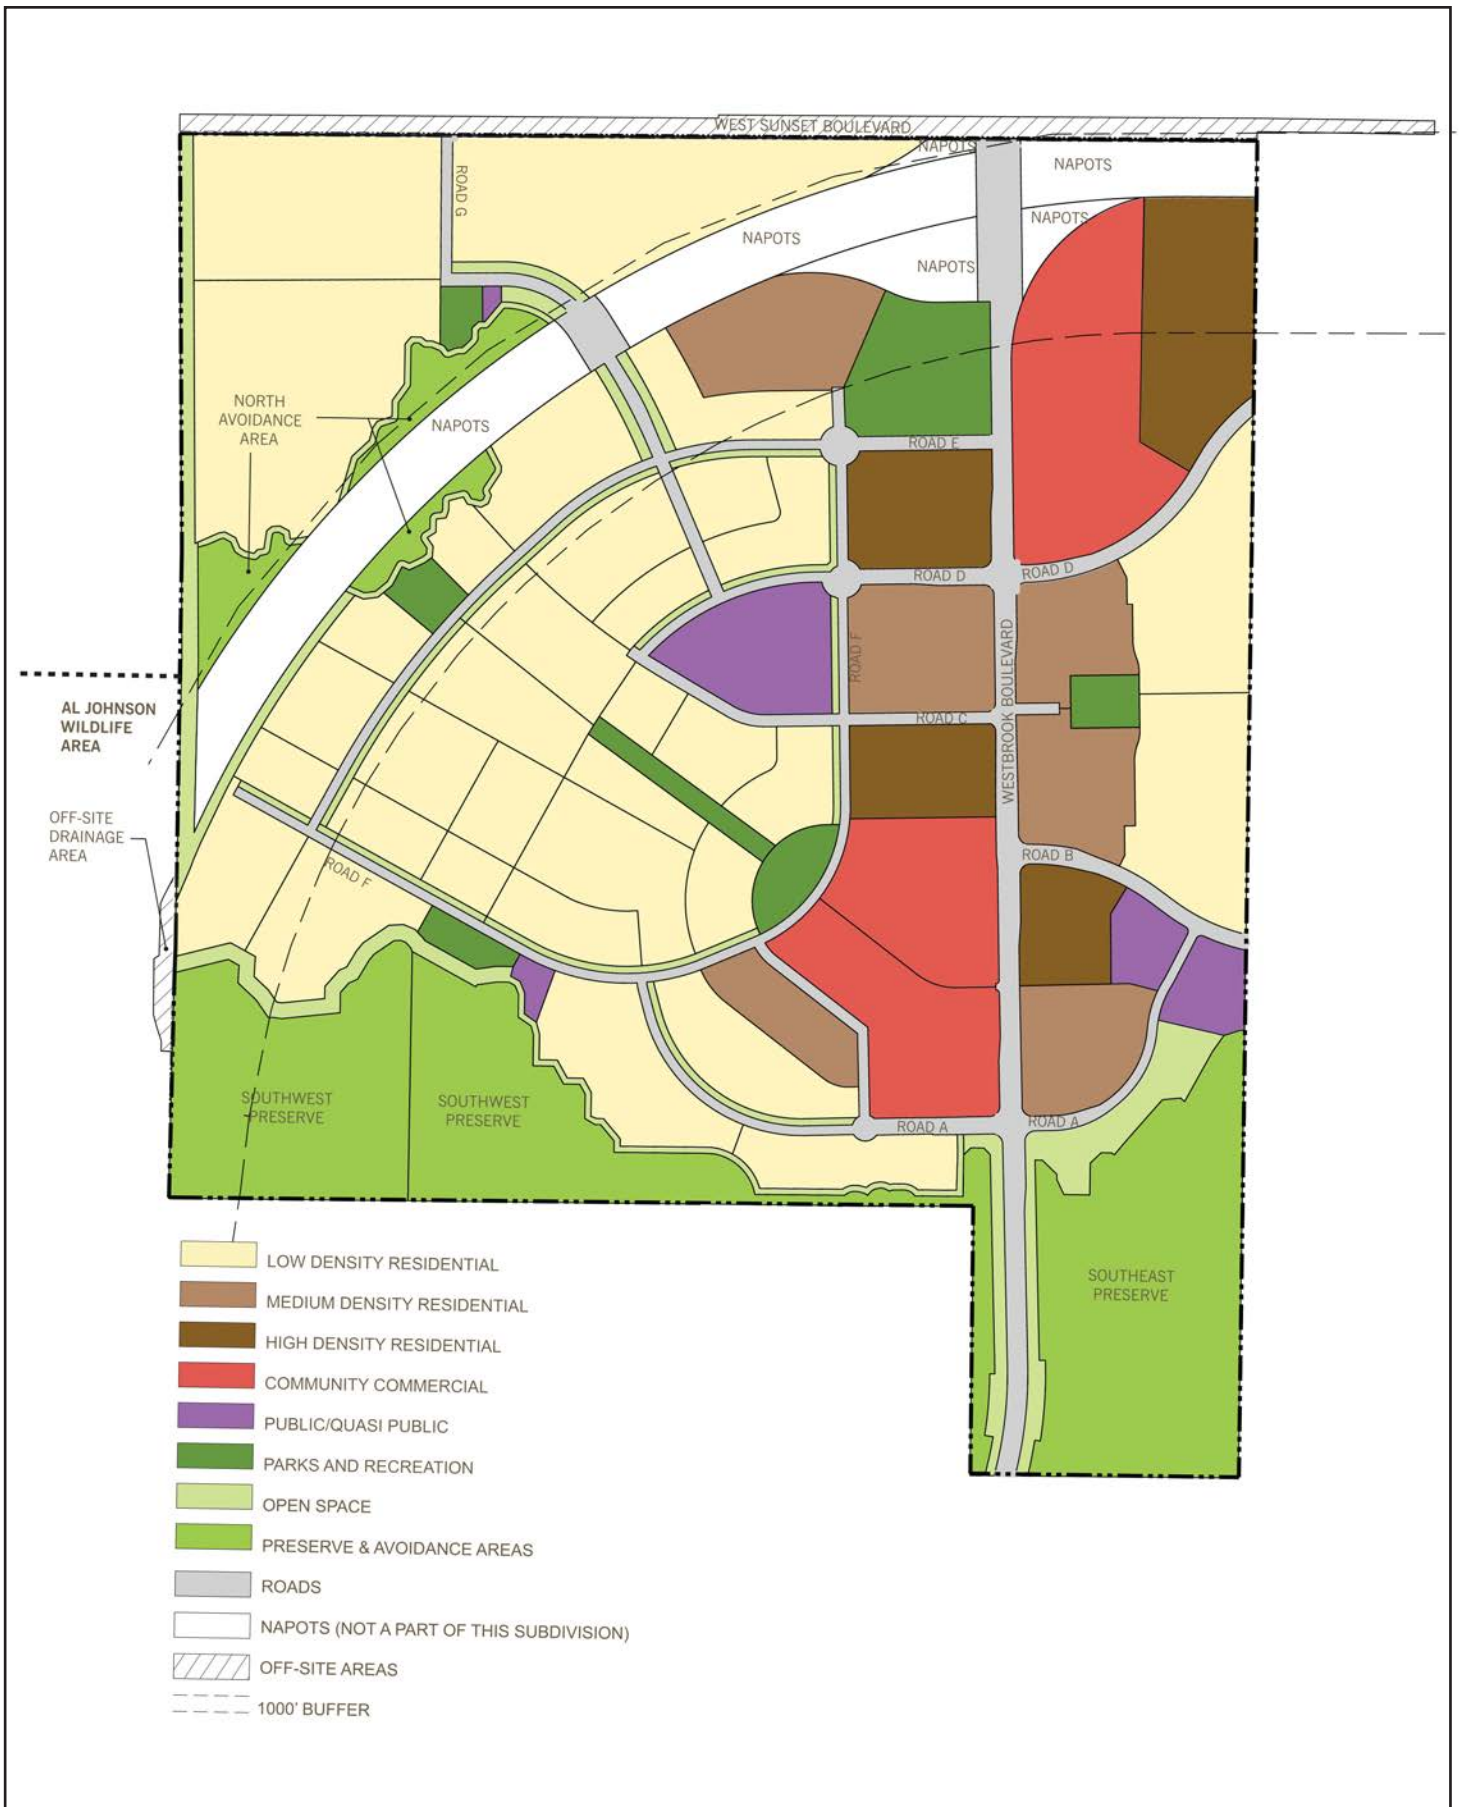 WEST SUNSET BOULEVARD
NAPOTS
NAPOTS
ROAD G
NAPOTS
NAPOTS
NAPOTS
NORTH
AVOIDANCE
AREA
NAPOTS
ROAD E
ROAD D
ROAD D
ROAD F
WESTBROOK BOULEVARD
AL JOHNSON
WILDLIFE
AREA
ROAD C
OFF-SITE
DRAINAGE
AREA
ROAD B
ROAD F
SOUTHWEST
PRESERVE
SOUTHWEST
PRESERVE
ROAD A
ROAD A
SOUTHEAST
PRESERVE
LOW DENSITY RESIDENTIAL
MEDIUM DENSITY RESIDENTIAL
HIGH DENSITY RESIDENTIAL
COMMUNITY COMMERCIAL
PUBLIC/QUASI PUBLIC
PARKS AND RECREATION
OPEN SPACE
PRESERVE & AVOIDANCE AREAS
ROADS
NAPOTS (NOT A PART OF THIS SUBDIVISION)
OFF-SITE AREAS
1000' BUFFER